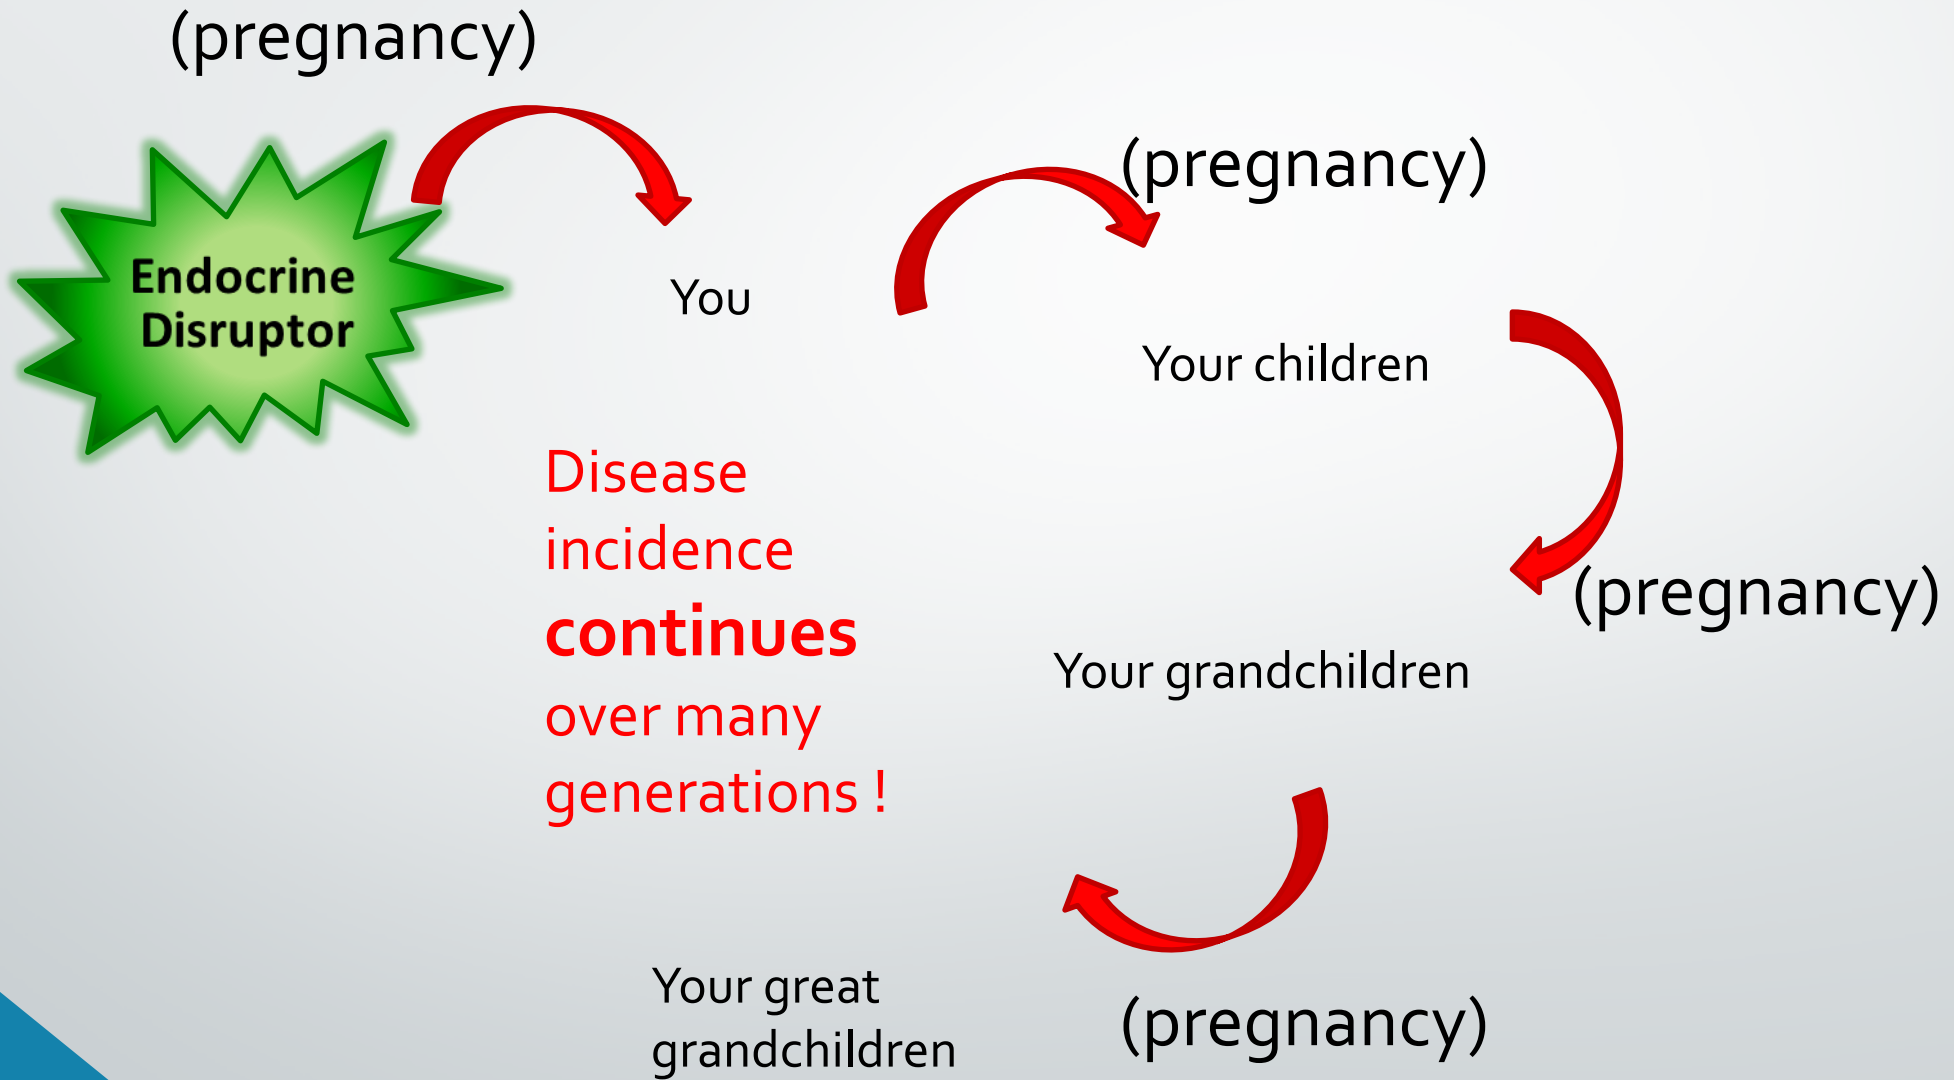 (pregnancy)
Endocrine
Disruptor
You
(pregnancy)
Your children
(pregnancy)
Your grandchildren
Disease
incidence
continues
over many
generations !
Your great
grandchildren
(pregnancy)